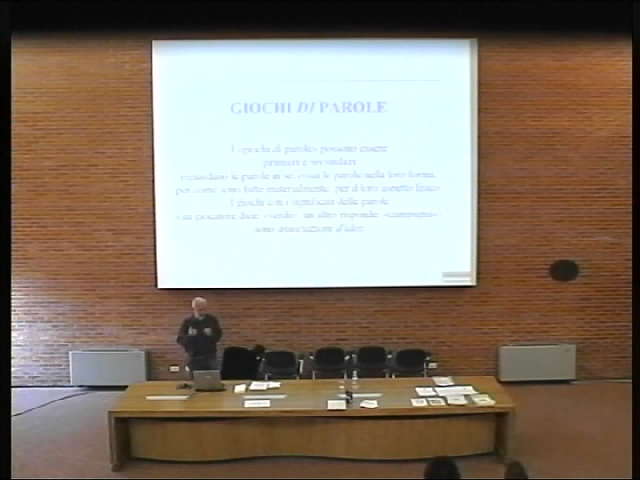 GIOCHI DI PAROLE
I «giochi di parole» possono essere
primari e secondari
riguardano le parole in sé, ossia le parole nella loro forma,
per come sono fatte materialmente, per il loro aspetto fisico
I giochi con i significati delle parole
un giocatore dice: «verde», un altro risponde:
sono associazioni d'idee